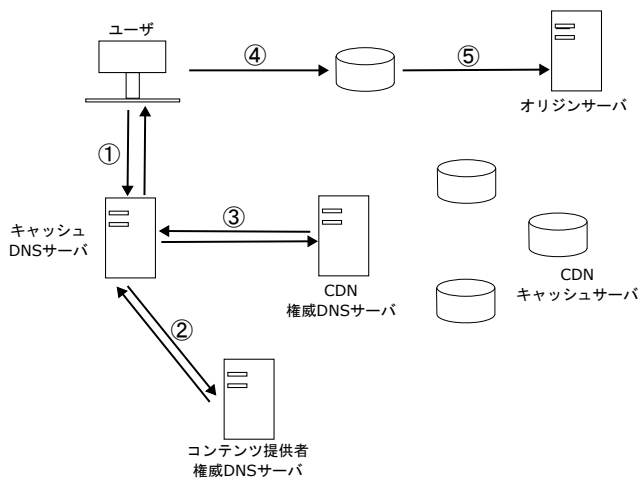 ユーザ
④
⑤
オリジンサーバ
①
キャッシュ
DNSサーバ
③
CDN
権威DNSサーバ
CDN
キャッシュサーバ
②
コンテンツ提供者
権威DNSサーバ